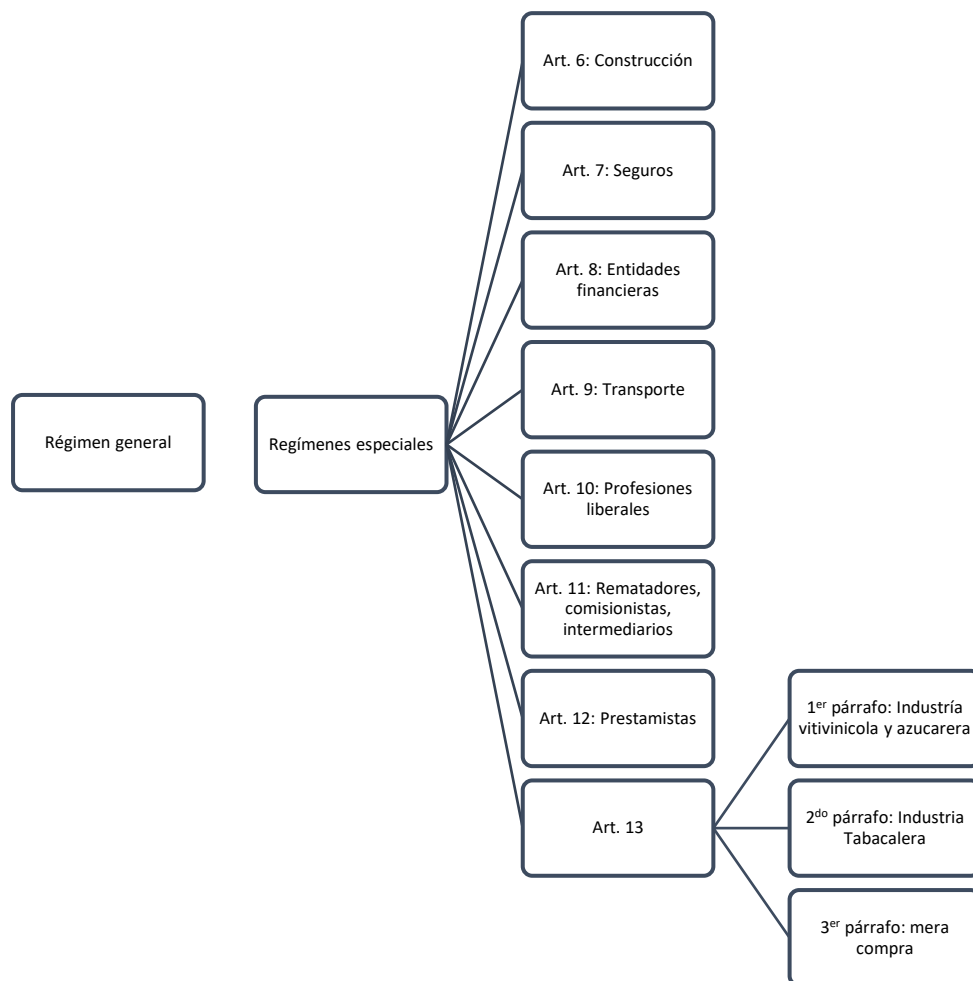 Art. 6: Construcción
Art. 7: Seguros
Art. 8: Entidades
financieras
Art. 9: Transporte
Régimen general
Regímenes especiales
Art. 10: Profesiones
liberales
Art. 11: Rematadores,
comisionistas,
intermediarios
Art. 12: Prestamistas
Art. 13
1er párrafo: Industría
vitivinicola y azucarera
2do párrafo: Industria
Tabacalera
3er párrafo: mera
compra